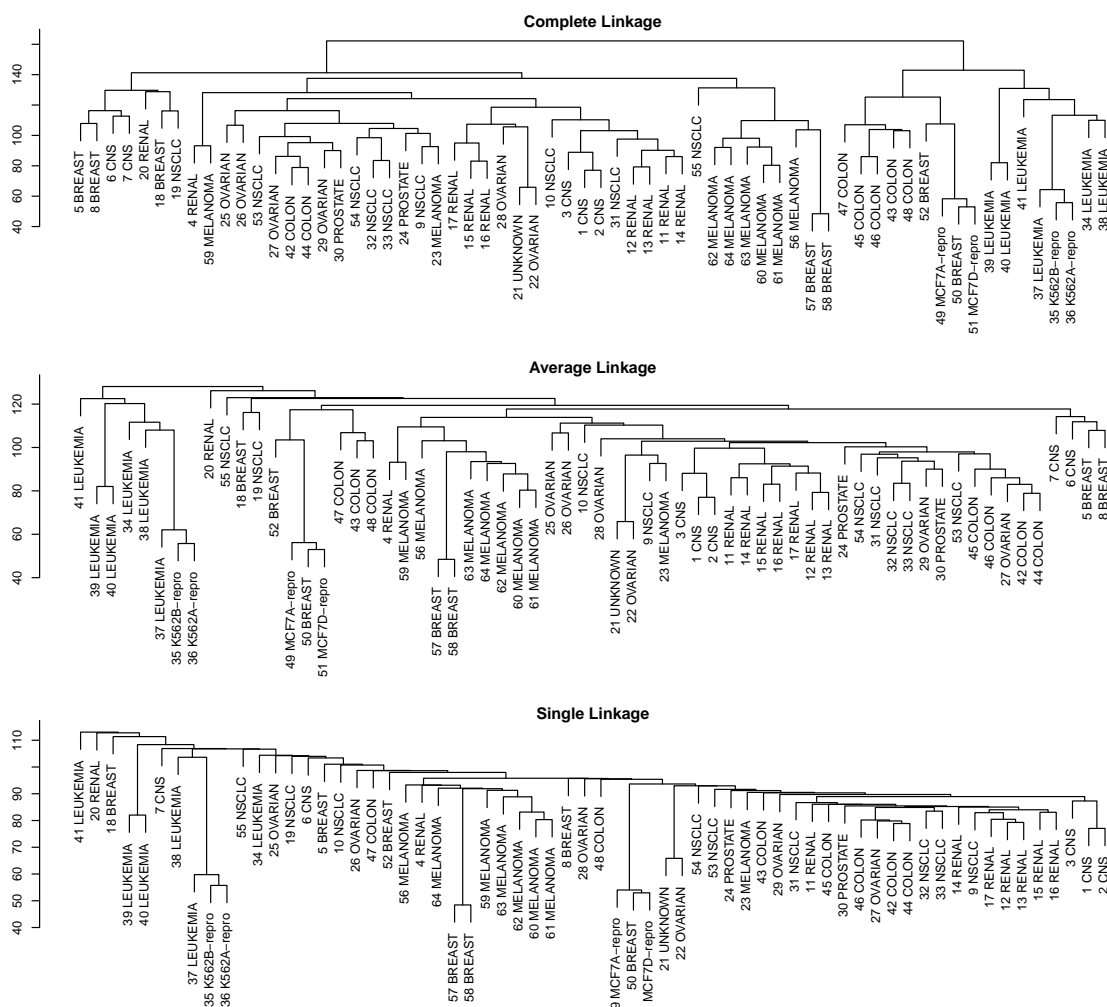 Complete Linkage
140
120
100
80
60
40
5 BREAST
8 BREAST
6 CNS
7 CNS
20 RENAL
18 BREAST
19 NSCLC
4 RENAL
59 MELANOMA
25 OVARIAN
26 OVARIAN
53 NSCLC
27 OVARIAN
42 COLON
44 COLON
29 OVARIAN
30 PROSTATE
54 NSCLC
32 NSCLC
33 NSCLC
24 PROSTATE
9 NSCLC
23 MELANOMA
17 RENAL
15 RENAL
16 RENAL
28 OVARIAN
21 UNKNOWN
22 OVARIAN
10 NSCLC
3 CNS
1 CNS
2 CNS
31 NSCLC
12 RENAL
13 RENAL
11 RENAL
14 RENAL
55 NSCLC
62 MELANOMA
64 MELANOMA
63 MELANOMA
60 MELANOMA
61 MELANOMA
56 MELANOMA
57 BREAST
58 BREAST
47 COLON
45 COLON
46 COLON
43 COLON
48 COLON
52 BREAST
49 MCF7A−repro
50 BREAST
51 MCF7D−repro
39 LEUKEMIA
40 LEUKEMIA
41 LEUKEMIA
37 LEUKEMIA
35 K562B−repro
36 K562A−repro
34 LEUKEMIA
38 LEUKEMIA
Average Linkage
120
100
80
60
40
41 LEUKEMIA
39 LEUKEMIA
40 LEUKEMIA
34 LEUKEMIA
38 LEUKEMIA
37 LEUKEMIA
35 K562B−repro
36 K562A−repro
20 RENAL
55 NSCLC
18 BREAST
19 NSCLC
52 BREAST
49 MCF7A−repro
50 BREAST
51 MCF7D−repro
47 COLON
43 COLON
48 COLON
4 RENAL
59 MELANOMA
56 MELANOMA
57 BREAST
58 BREAST
63 MELANOMA
64 MELANOMA
62 MELANOMA
60 MELANOMA
61 MELANOMA
25 OVARIAN
26 OVARIAN
10 NSCLC
28 OVARIAN
21 UNKNOWN
22 OVARIAN
9 NSCLC
23 MELANOMA
3 CNS
1 CNS
2 CNS
11 RENAL
14 RENAL
15 RENAL
16 RENAL
17 RENAL
12 RENAL
13 RENAL
24 PROSTATE
54 NSCLC
31 NSCLC
32 NSCLC
33 NSCLC
29 OVARIAN
30 PROSTATE
53 NSCLC
45 COLON
46 COLON
27 OVARIAN
42 COLON
44 COLON
7 CNS
6 CNS
5 BREAST
8 BREAST
Single Linkage
110
90
80
70
60
50
40
41 LEUKEMIA
20 RENAL
18 BREAST
39 LEUKEMIA
40 LEUKEMIA
7 CNS
38 LEUKEMIA
37 LEUKEMIA
35 K562B−repro
36 K562A−repro
55 NSCLC
34 LEUKEMIA
25 OVARIAN
19 NSCLC
6 CNS
5 BREAST
10 NSCLC
26 OVARIAN
47 COLON
52 BREAST
56 MELANOMA
4 RENAL
64 MELANOMA
57 BREAST
58 BREAST
59 MELANOMA
63 MELANOMA
62 MELANOMA
60 MELANOMA
61 MELANOMA
8 BREAST
28 OVARIAN
48 COLON
9 MCF7A−repro
50 BREAST
MCF7D−repro
21 UNKNOWN
22 OVARIAN
54 NSCLC
53 NSCLC
24 PROSTATE
23 MELANOMA
43 COLON
29 OVARIAN
31 NSCLC
11 RENAL
45 COLON
30 PROSTATE
46 COLON
27 OVARIAN
42 COLON
44 COLON
32 NSCLC
33 NSCLC
14 RENAL
9 NSCLC
17 RENAL
12 RENAL
13 RENAL
15 RENAL
16 RENAL
3 CNS
1 CNS
2 CNS